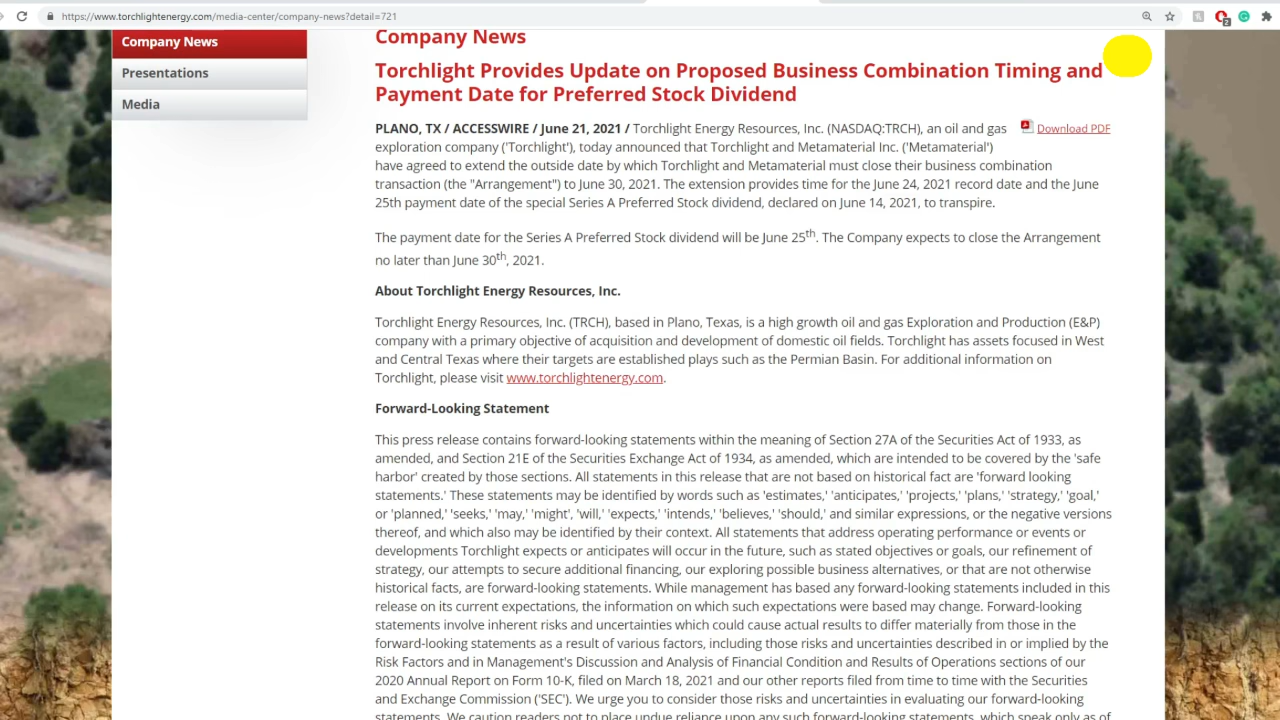 https://www.torchlightenergy.com/media-center/company-news?detail=721
2
Company News
Presentations
Media
Company News
Torchlight Provides Update on Proposed Business Combination Timing and
Payment Date for Preferred Stock Dividend
Download PDF
PLANO, TX / ACCESSWIRE / June 21, 2021 / Torchlight Energy Resources, Inc. (NASDAQ:TRCH), an oil and gas
exploration company ('Torchlight'), today announced that Torchlight and Metamaterial Inc. ('Metamaterial')
have agreed to extend the outside date by which Torchlight and Metamaterial must close their business combination
transaction (the "Arrangement") to June 30, 2021. The extension provides time for the June 24, 2021 record date and the June
25th payment date of the special Series A Preferred Stock dividend, declared on June 14, 2021, to transpire.
The payment date for the Series A Preferred Stock dividend will be June 25th. The Company expects to close the Arrangement
no later than June 30th, 2021.
About Torchlight Energy Resources, Inc.
Torchlight Energy Resources, Inc. (TRCH), based in Plano, Texas, is a high growth oil and gas Exploration and Production (E&P)
company with a primary objective of acquisition and development of domestic oil fields. Torchlight has assets focused in West
and Central Texas where their targets are established plays such as the Permian Basin. For additional information on
Torchlight, please visit www.torchlightenergy.com.
Forward-Looking Statement
This press release contains forward-looking statements within the meaning of Section 27A of the Securities Act of 1933, as
amended, and Section 21E of the Securities Exchange Act of 1934, as amended, which are intended to be covered by the 'safe
harbor' created by those sections. All statements in this release that are not based on historical fact are 'forward looking
statements.' These statements may be identified by words such as 'estimates,' 'anticipates,' 'projects,' 'plans,' 'strategy,' 'goal,'
or 'planned,' 'seeks,' 'may,' 'might', 'will,' 'expects,' 'intends,' 'believes,' 'should,' and similar expressions, or the negative versions
thereof, and which also may be identified by their context. All statements that address operating performance or events or
developments Torchlight expects or anticipates will occur in the future, such as stated objectives or goals, our refinement of
strategy, our attempts to secure additional financing, our exploring possible business alternatives, or that are not otherwise
historical facts, are forward-looking statements. While management has based any forward-looking statements included in this
release on its current expectations, the information on which such expectations were based may change. Forward-looking
statements involve inherent risks and uncertainties which could cause actual results to differ materially from those in the
forward-looking statements as a result of various factors, including those risks and uncertainties described in or implied by the
Risk Factors and in Management's Discussion and Analysis of Financial Condition and Results of Operations sections of our
2020 Annual Report on Form 10-K, filed on March 18, 2021 and our other reports filed from time to time with the Securities
and Exchange Commission ('SEC'). We urge you to consider those risks and uncertainties in evaluating our forward-looking
statements. We caution readers not to place undue reliance upon any such forward-looking statements, which speak only as of